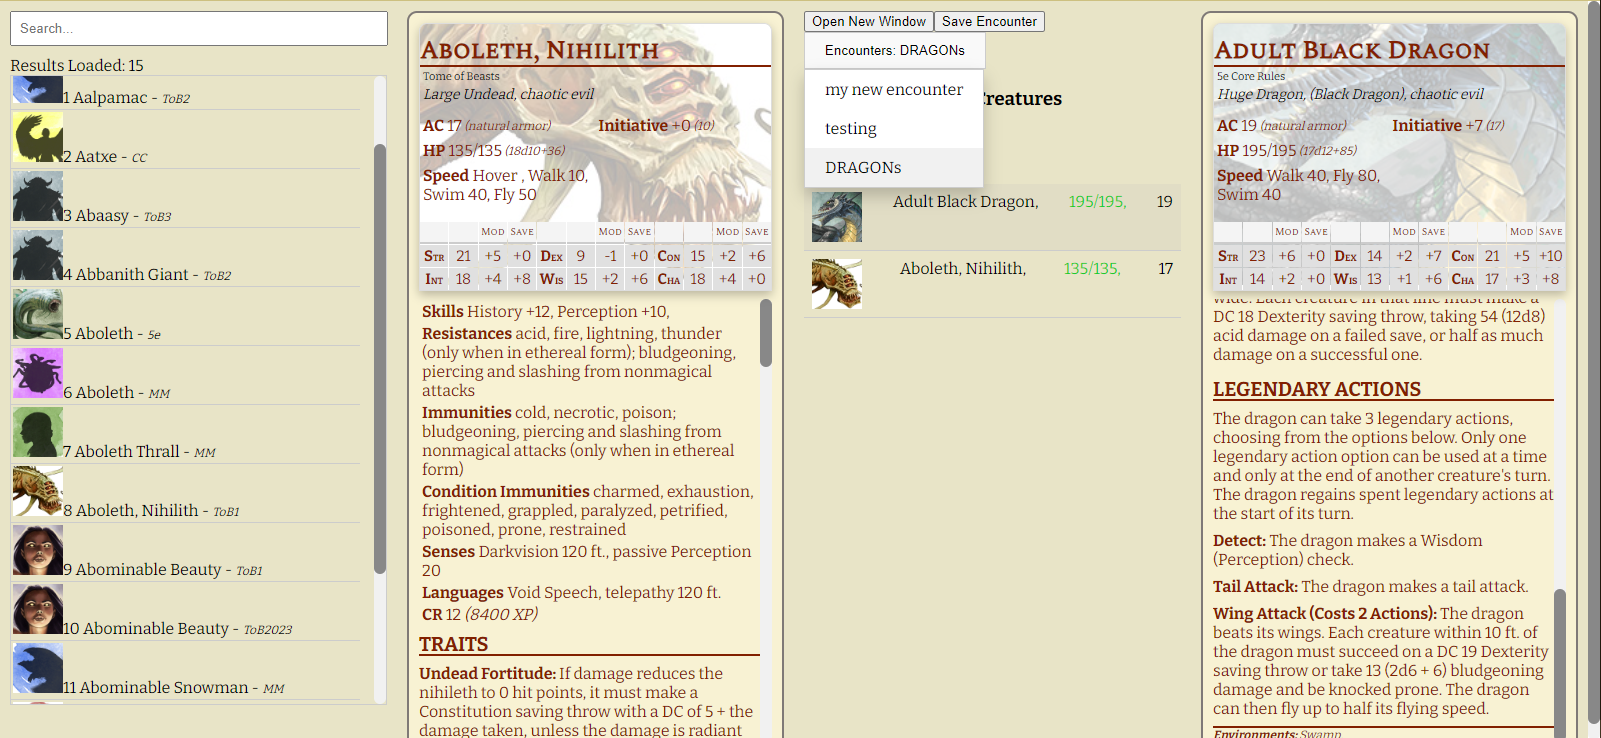 Search...
Results Loaded: 15
1 Aalpamac - ToB2
2 Aatxe - CC
3 Abaasy - ToB3
4 Abbanith Giant - ToB2
5 Aboleth - 5e
6 Aboleth - MM
7 Aboleth Thrall - MM
8 Aboleth, Nihilith - ToB1
9 Abominable Beauty - ToB1
10 Abominable Beauty - ToB2023
11 Abominable Snowman - MM
Aboleth, Nihilith
Tome of Beasts
Large Undead, chaotic evil
AC 17 (natural armor) Initiative +0 (10)
HP 135/135 (18d10+36)
Speed Hover , Walk 10,
Swim 40, Fly 50
Mod Save Mod Save Mod Save
Str 21 +5 +0 Dex 9 -1 +0 Con 15 +2 +6
Int 18 +4 +8 Wis 15 +2 +6 Cha 18 +4 +0
Skills History +12, Perception +10,
Resistances acid, fire, lightning, thunder
(only when in ethereal form); bludgeoning,
piercing and slashing from nonmagical
attacks
Immunities cold, necrotic, poison;
bludgeoning, piercing and slashing from
nonmagical attacks (only when in ethereal
form)
Condition Immunities charmed, exhaustion,
frightened, grappled, paralyzed, petrified,
poisoned, prone, restrained
Senses Darkvision 120 ft., passive Perception
20
Languages Void Speech, telepathy 120 ft.
CR 12 (8400 XP)
TRAITS
Undead Fortitude: If damage reduces the
nihileth to 0 hit points, it must make a
Constitution saving throw with a DC of 5 + the
damage taken, unless the damage is radiant
Open New Window Save Encounter
Encounters: DRAGONs
my new encounter
testing
DRAGONs
Creatures
Adult Black Dragon, 195/195, 19
Aboleth, Nihilith, 135/135, 17
Adult Black Dragon
5e Core Rules
Huge Dragon, (Black Dragon), chaotic evil
AC 19 (natural armor) Initiative +7 (17)
HP 195/195 (17d12+85)
Speed Walk 40, Fly 80,
Swim 40
Mod Save Mod Save Mod Save
Str 23 +6 +0 Dex 14 +2 +7 Con 21 +5 +10
Int 14 +2 +0 Wis 13 +1 +6 Cha 17 +3 +8
wide. Each creature in that line must make a
DC 18 Dexterity saving throw, taking 54 (12d8)
acid damage on a failed save, or half as much
damage on a successful one.
LEGENDARY ACTIONS
The dragon can take 3 legendary actions,
choosing from the options below. Only one
legendary action option can be used at a time
and only at the end of another creature's turn.
The dragon regains spent legendary actions at
the start of its turn.
Detect: The dragon makes a Wisdom
(Perception) check.
Tail Attack: The dragon makes a tail attack.
Wing Attack (Costs 2 Actions): The dragon
beats its wings. Each creature within 10 ft. of
the dragon must succeed on a DC 19 Dexterity
saving throw or take 13 (2d6 + 6) bludgeoning
damage and be knocked prone. The dragon
can then fly up to half its flying speed.
Environments: Swamp